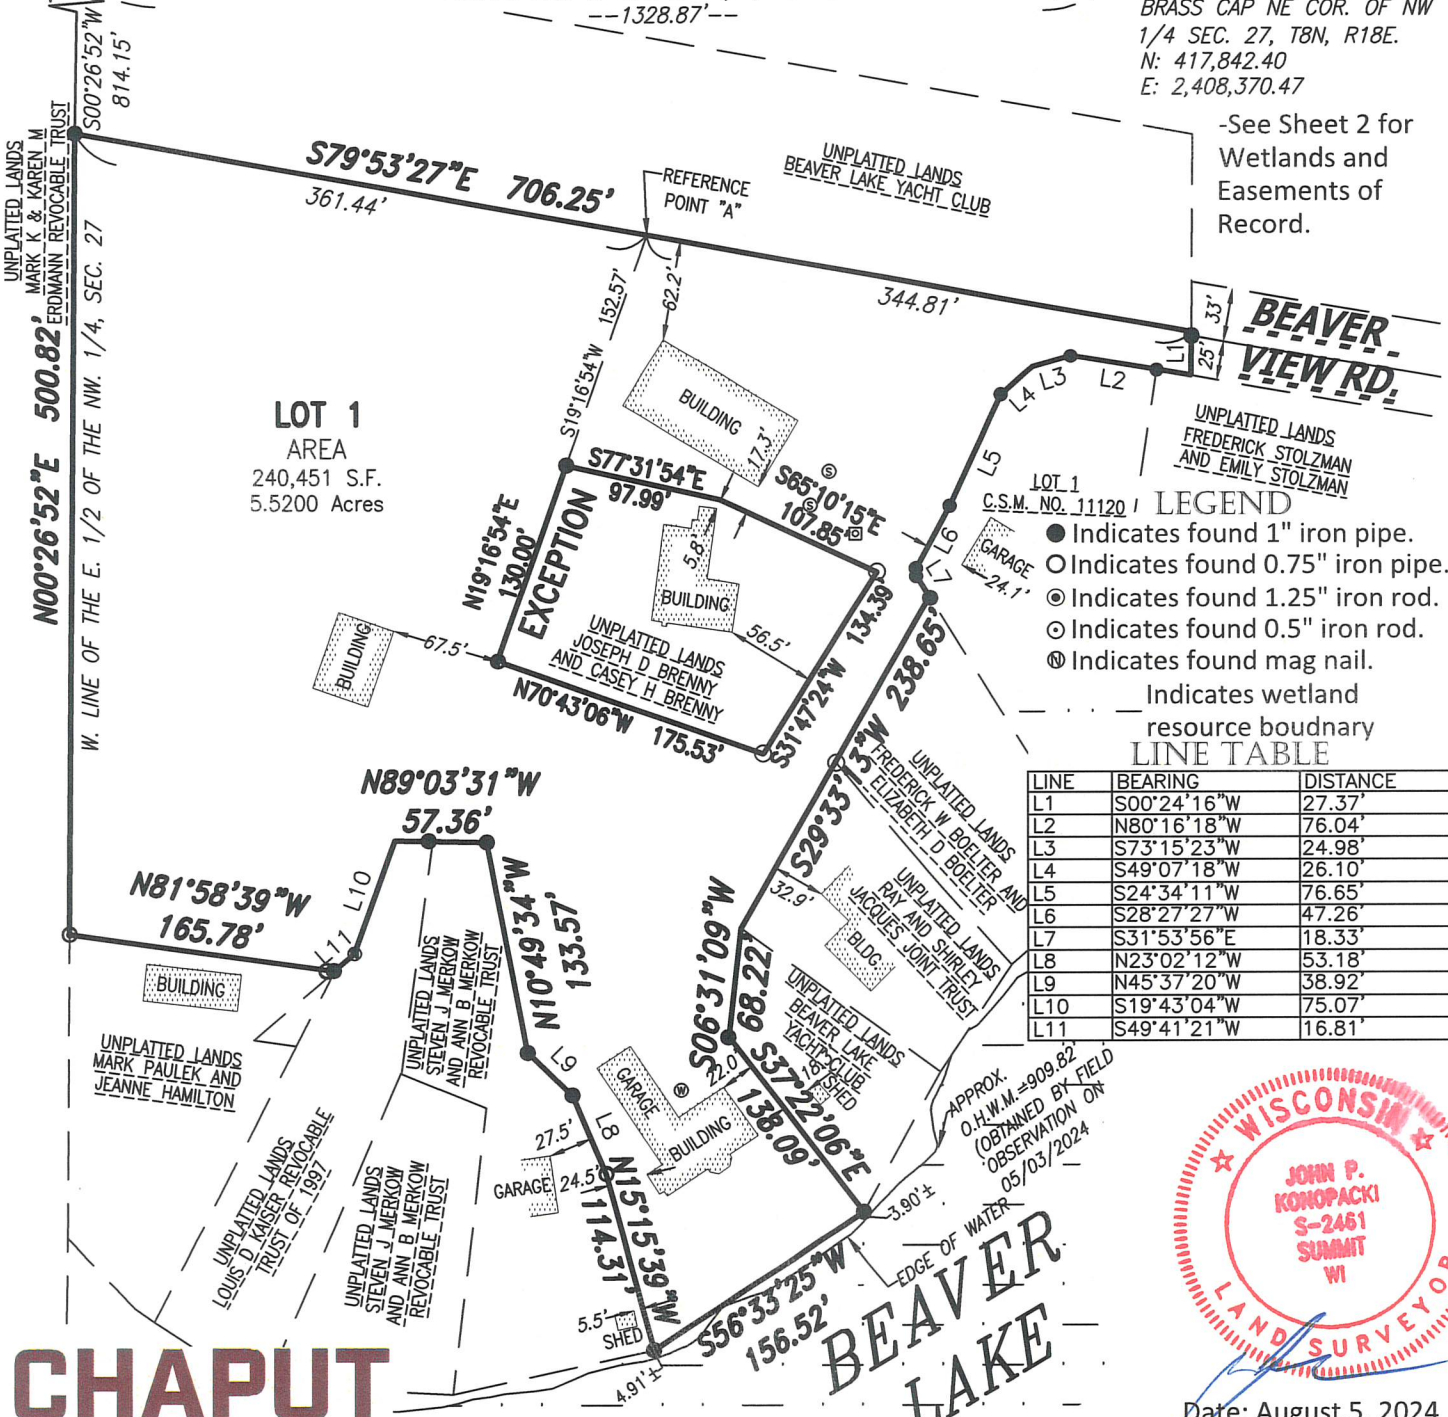 --1328.87'--
BRASS CAP NE COR. OF NW
1/4 SEC. 27, T8N, R18E.
N: 417,842.40
E: 2,408,370.47
-See Sheet 2 for
Wetlands and
Easements of
Record.
S00°26'52"W
814.15'
UNPLATTED LANDS
MARK K & KAREN M
ERDMANN REVOCABLE TRUST
S79°53'27"E 706.25'
361.44'
REFERENCE
POINT "A"
UNPLATTED LANDS
BEAVER LAKE YACHT CLUB
344.81'
33'
25'
BEAVER
VIEW RD.
N00°26'52"E 500.82'
W. LINE OF THE E. 1/2 OF THE NW. 1/4, SEC. 27
LOT 1
AREA
240,451 S.F.
5.5200 Acres
S19°16'54"W 152.57'
62.2'
BUILDING
17.3'
L1
L2
L3
L4
L5
L6
L7
UNPLATTED LANDS
FREDERICK STOLZMAN
AND EMILY STOLZMAN
LOT 1
C.S.M. NO. 11120
GARAGE
24.1'
S77°31'54"E
97.99'
S65°10'15"E
107.85'
S
S
N19°16'54"E
130.00'
EXCEPTION
5.8'
BUILDING
56.5'
S31°47'24"W 134.39'
UNPLATTED LANDS
JOSEPH D BRENNY
AND CASEY H BRENNY
N70°43'06"W 175.53'
BUILDING
67.5'
LEGEND
Indicates found 1" iron pipe.
Indicates found 0.75" iron pipe.
Indicates found 1.25" iron rod.
Indicates found 0.5" iron rod.
N Indicates found mag nail.
Indicates wetland
resource boudnary
LINE TABLE
LINE BEARING DISTANCE
L1 S00°24'16"W 27.37'
L2 N80°16'18"W 76.04'
L3 S73°15'23"W 24.98'
L4 S49°07'18"W 26.10'
L5 S24°34'11"W 76.65'
L6 S28°27'27"W 47.26'
L7 S31°53'56"E 18.33'
L8 N23°02'12"W 53.18'
L9 N45°37'20"W 38.92'
L10 S19°43'04"W 75.07'
L11 S49°41'21"W 16.81'
S29°33'13"W 238.65'
UNPLATTED LANDS
FREDERICK W BOELTER AND
ELIZABETH D BOELTER
UNPLATTED LANDS
RAY AND SHIRLEY
JACQUES JOINT TRUST
32.9'
BLDG.
UNPLATTED LANDS
BEAVER LAKE
YACHT CLUB
SHED
S06°31'09"W
68.22'
22.0'
S37°22'06"E
138.09'
N89°03'31"W
57.36'
N81°58'39"W
165.78'
L10
L11
BUILDING
UNPLATTED LANDS
MARK PAULEK AND
JEANNE HAMILTON
UNPLATTED LANDS
STEVEN J MERKOW
AND ANN B MERKOW
REVOCABLE TRUST
N10°49'34"W
133.57'
L9
L8
GARAGE
W
BUILDING
27.5'
24.5'
GARAGE
N15°15'39"W
114.31'
UNPLATTED LANDS
LOUIS D KAISER REVOCABLE
TRUST OF 1997
UNPLATTED LANDS
STEVEN J MERKOW
AND ANN B MERKOW
REVOCABLE TRUST
5.5'
SHED
4.91'±
S56°33'25"W
156.52'
3.90'±
EDGE OF WATER
APPROX.
O.H.W.M.=909.82'
(OBTAINED BY FIELD
OBSERVATION ON
05/03/2024
BEAVER
LAKE
WISCONSIN
JOHN P.
KONOPACKI
S-2461
SUMMIT
WI
LAND SURVEYOR
Date: August 5, 2024
CHAPUT